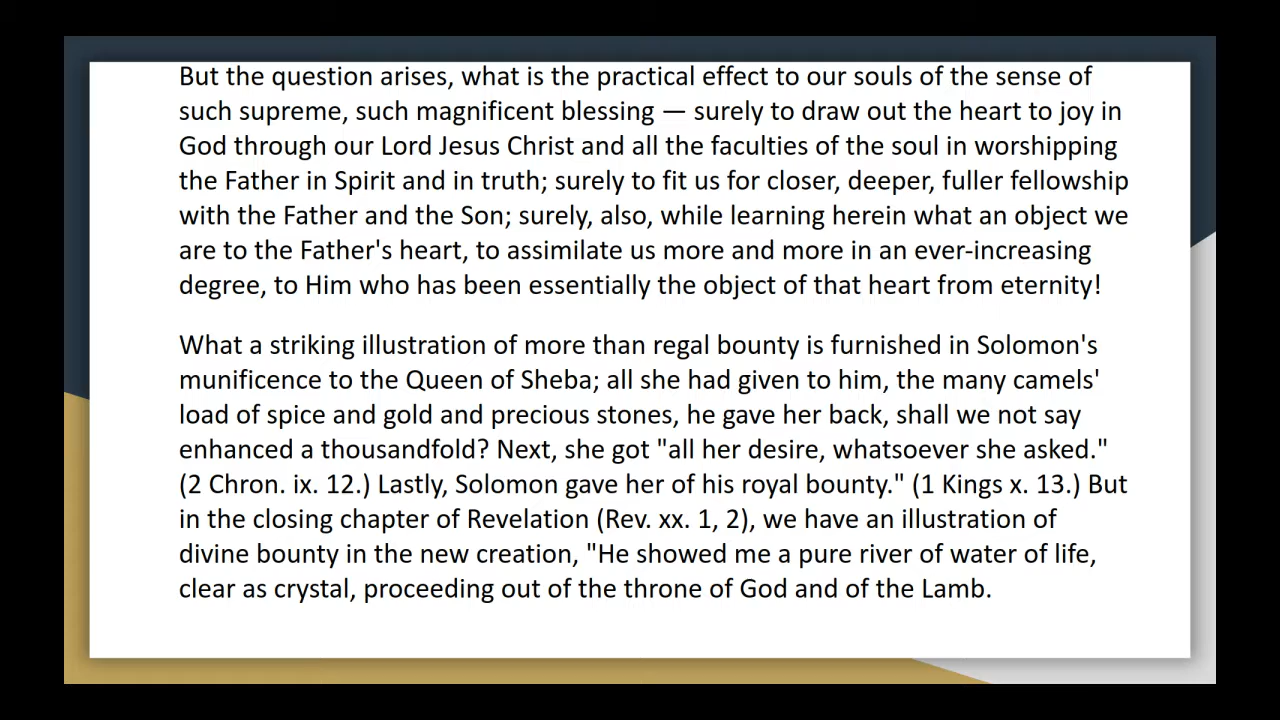 But the question arises, what is the practical effect to our souls of the sense of
such supreme, such magnificent blessing — surely to draw out the heart to joy in
God through our Lord Jesus Christ and all the faculties of the soul in worshipping
the Father in Spirit and in truth; surely to fit us for closer, deeper, fuller fellowship
with the Father and the Son; surely, also, while learning herein what an object we
are to the Father's heart, to assimilate us more and more in an ever-increasing
degree, to Him who has been essentially the object of that heart from eternity!
What a striking illustration of more than regal bounty is furnished in Solomon's
munificence to the Queen of Sheba; all she had given to him, the many camels'
load of spice and gold and precious stones, he gave her back, shall we not say
enhanced a thousandfold? Next, she got "all her desire, whatsoever she asked."
(2 Chron. ix. 12.) Lastly, Solomon gave her of his royal bounty." (1 Kings x. 13.) But
in the closing chapter of Revelation (Rev. xx. 1, 2), we have an illustration of
divine bounty in the new creation, "He showed me a pure river of water of life,
clear as crystal, proceeding out of the throne of God and of the Lamb.